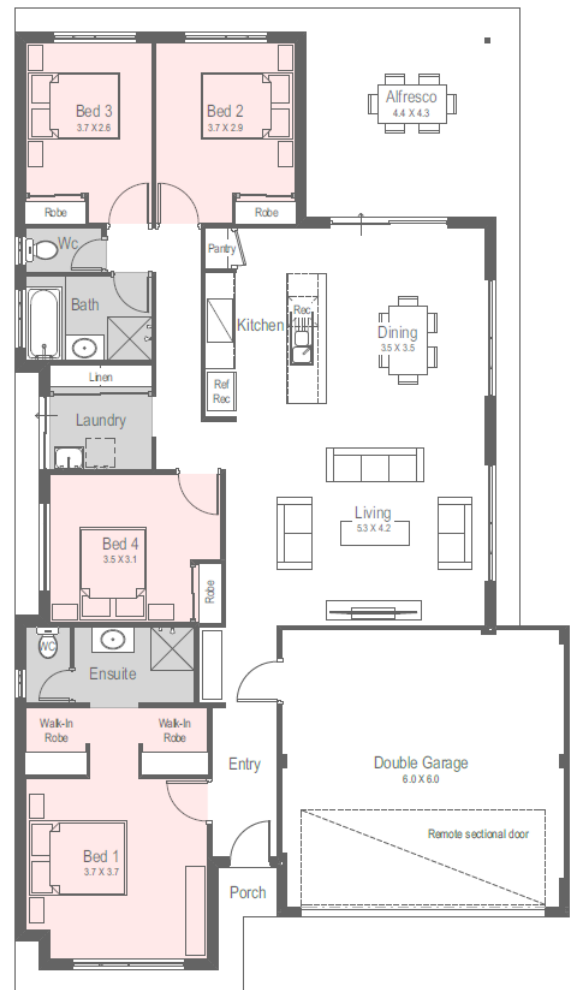 Bed 3
3.7 X 2.6
Bed 2
3.7 X 2.9
Alfresco
4.4 X 4.3
Robe
Robe
Wc
Pantry
Bath
Kitchen
Rec
Dining
3.5 X 3.5
Linen
Ref
Rec
Laundry
Living
5.3 X 4.2
Bed 4
3.5 X 3.1
Robe
WC
Ensuite
Walk-In
Robe
Walk-In
Robe
Entry
Double Garage
6.0 X 6.0
Remote sectional door
Bed 1
3.7 X 3.7
Porch